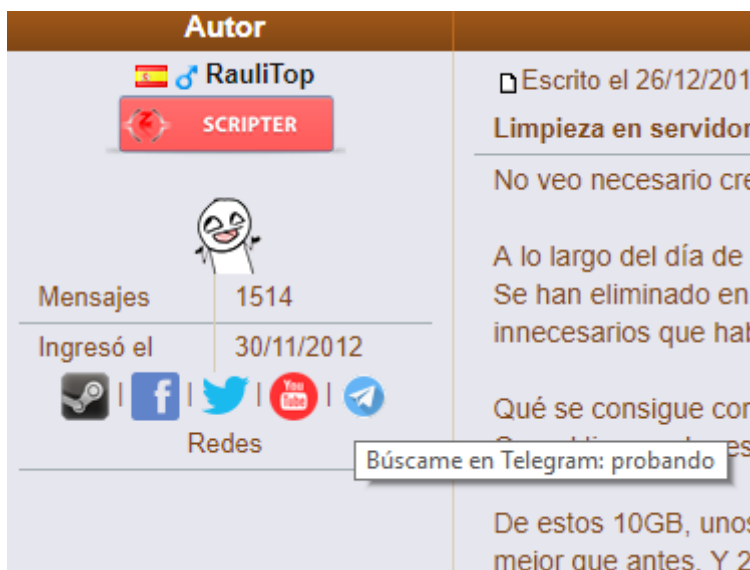 Autor
RauliTop
SCRIPTER
Mensajes 1514
Ingresó el 30/11/2012
You Tube
Redes
Búscame en Telegram: probando
Escrito el 26/12/201
Limpieza en servidor
No veo necesario cre
A lo largo del día de
Se han eliminado en
innecesarios que hab
Qué se consigue con
De estos 10GB, unos
mejor que antes. Y 2